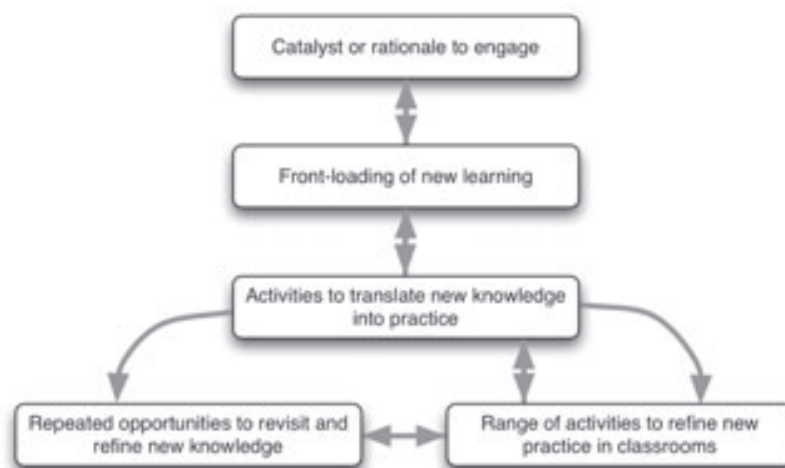 Catalyst or rationale to engage
Front-loading of new learning
Activities to translate new knowledge
into practice
Repeated opportunities to revisit and
refine new knowledge
Range of activities to refine new
practice in classrooms